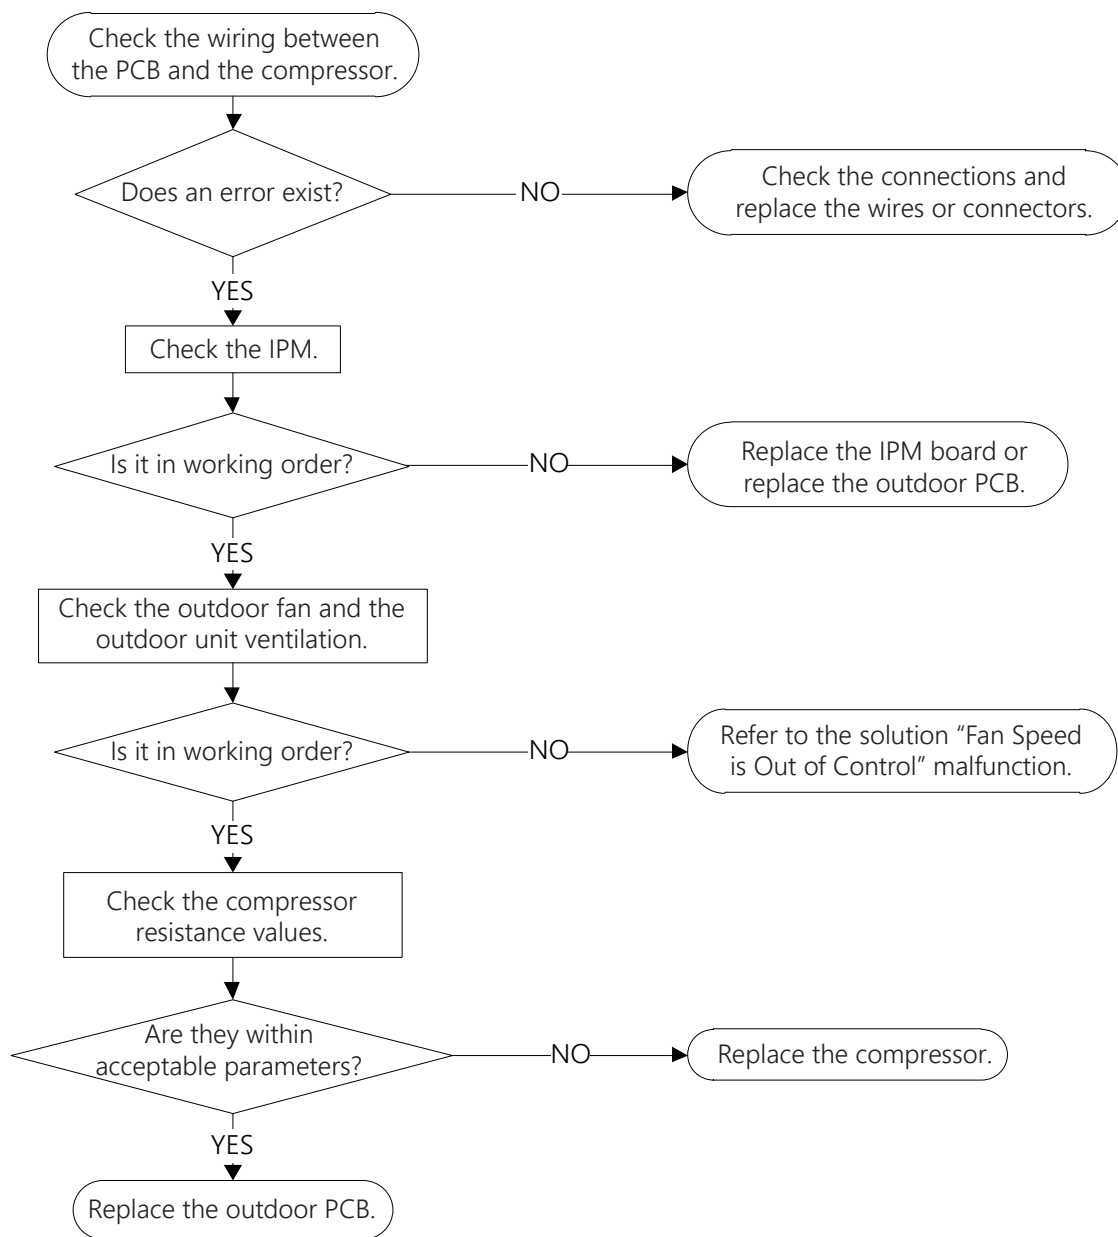 Check the wiring between
the PCB and the compressor.
Does an error exist?
NO
Check the connections and
replace the wires or connectors.
YES
Check the IPM.
Is it in working order?
NO
Replace the IPM board or
replace the outdoor PCB.
YES
Check the outdoor fan and the
outdoor unit ventilation.
Is it in working order?
NO
Refer to the solution “Fan Speed
is Out of Control” malfunction.
YES
Check the compressor
resistance values.
Are they within
acceptable parameters?
NO
Replace the compressor.
YES
Replace the outdoor PCB.